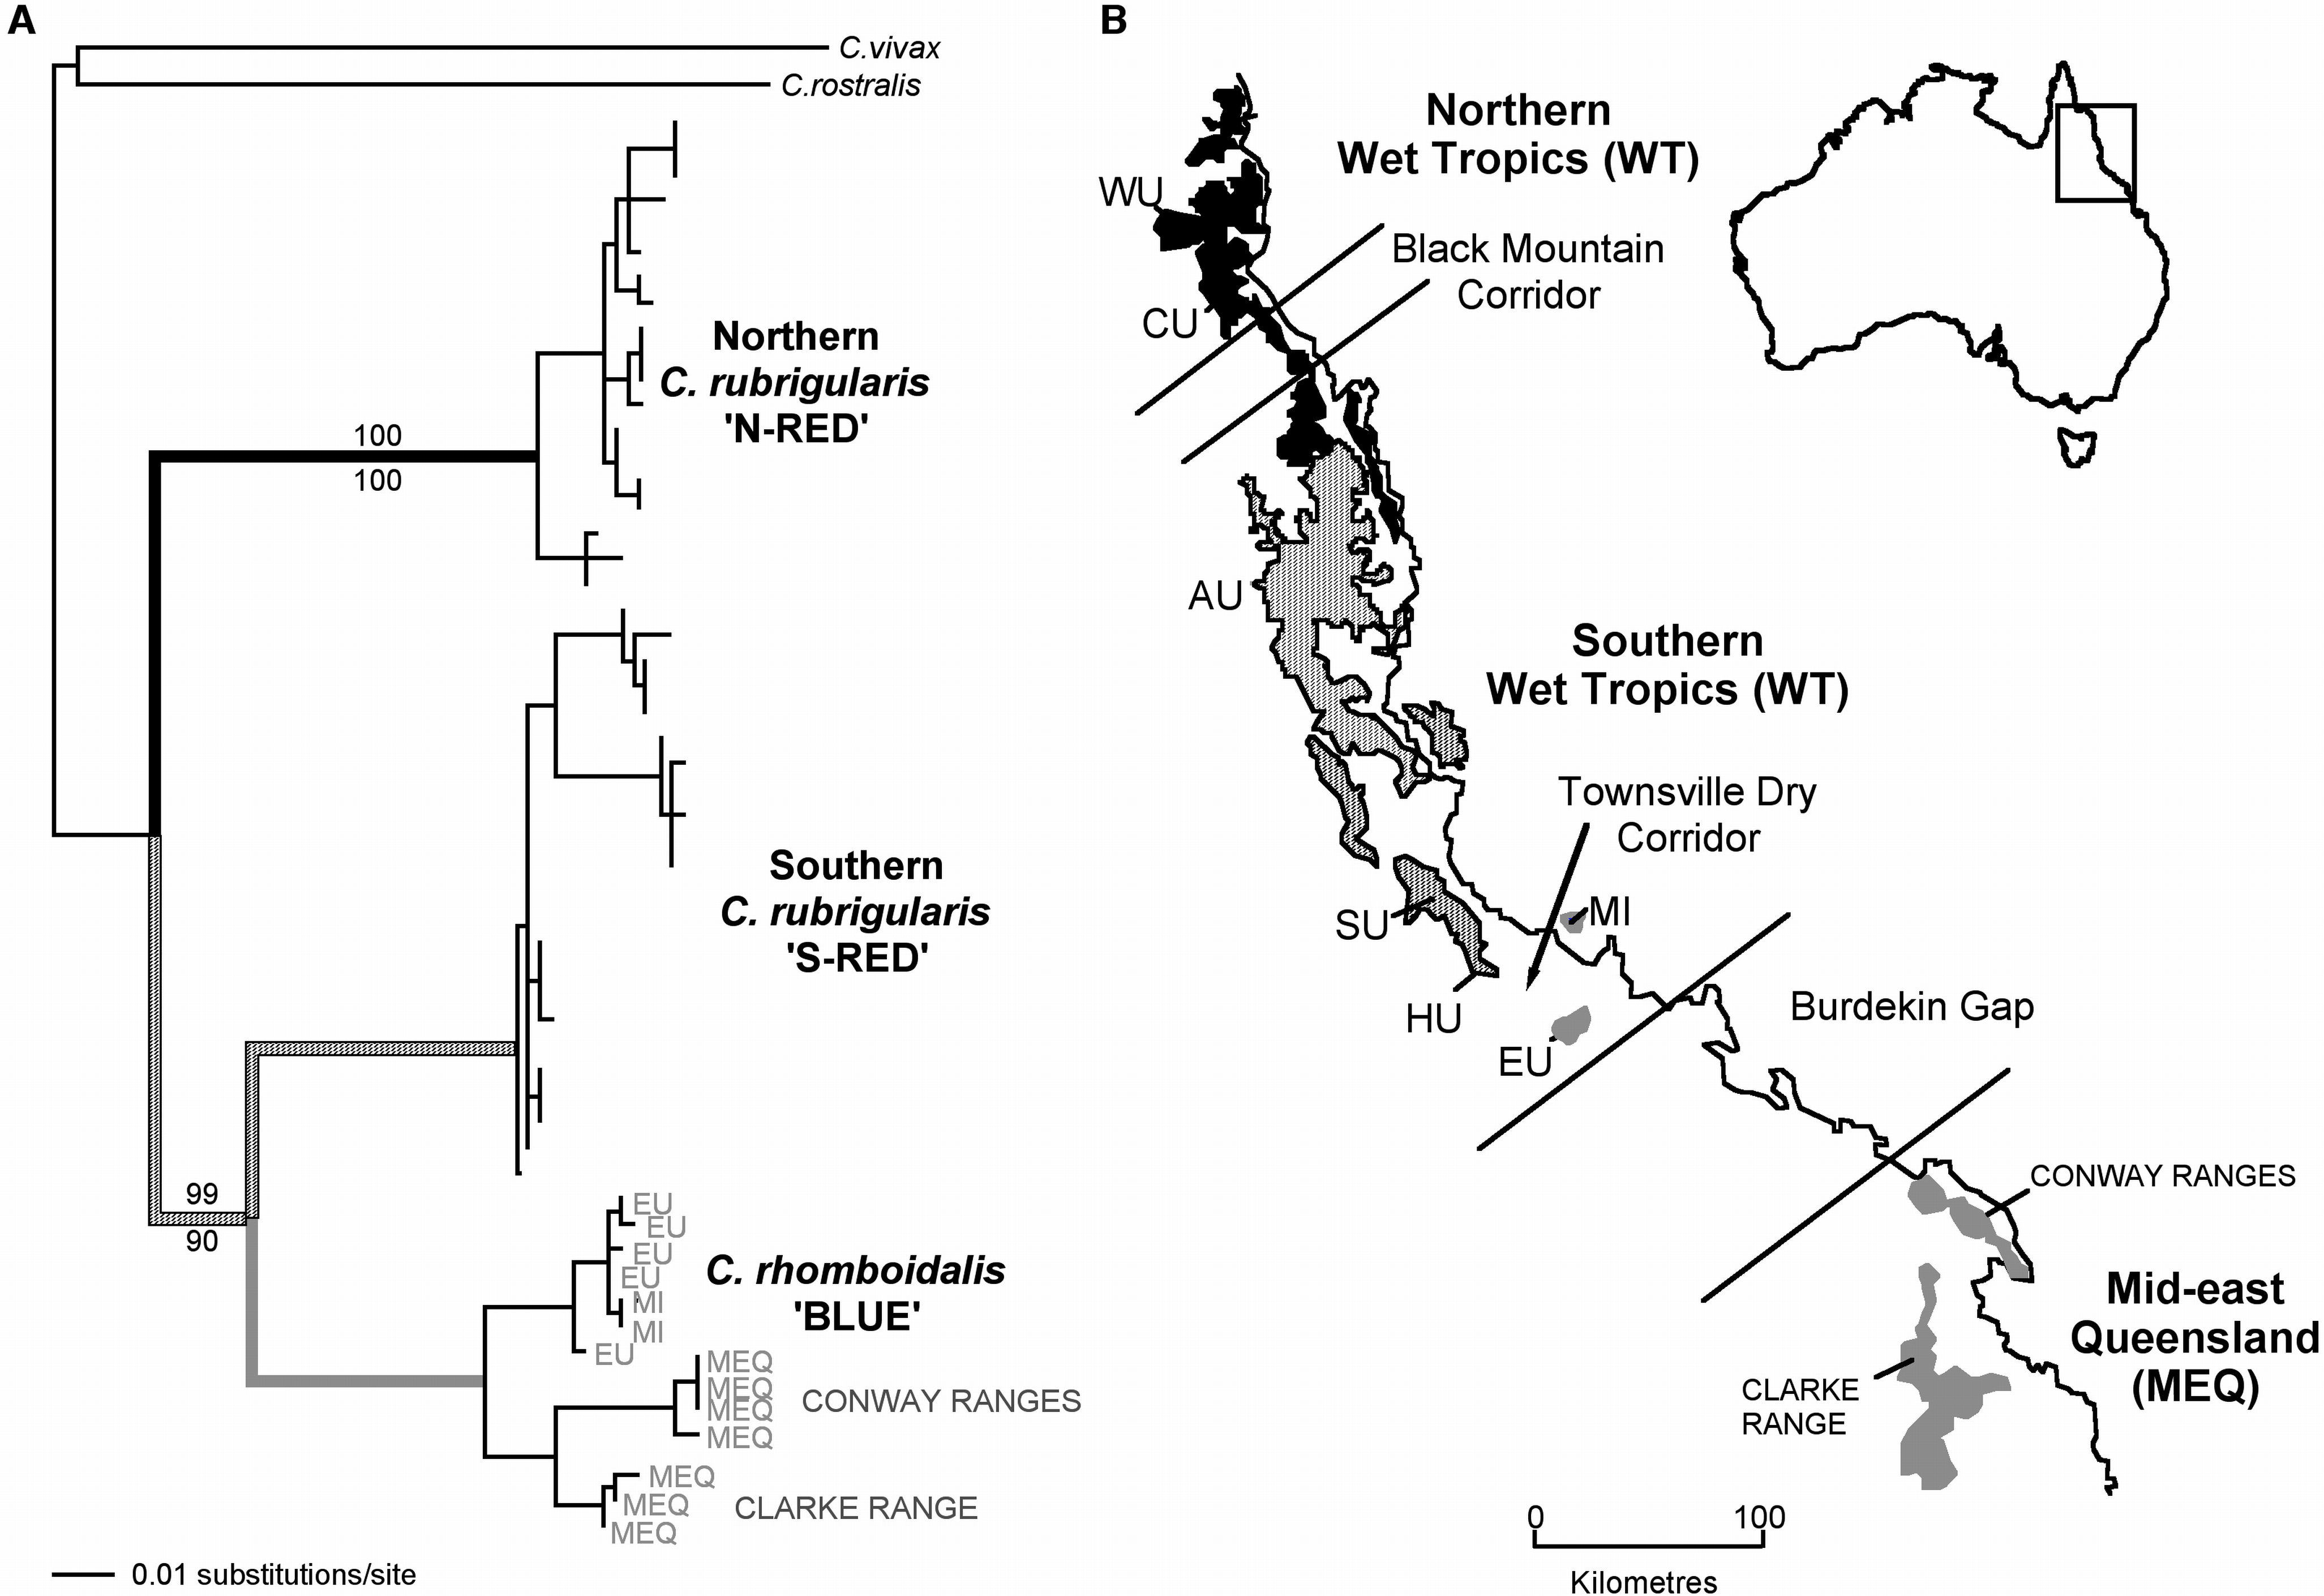 A
C.vivax
C.rostralis
Northern
C. rubrigularis
'N-RED'
100
100
Southern
C. rubrigularis
'S-RED'
99
90
EU
EU
EU
EU
MI
MI
EU
C. rhomboidalis
'BLUE'
MEQ
MEQ
MEQ
MEQ
CONWAY RANGES
MEQ
MEQ
MEQ
CLARKE RANGE
0.01 substitutions/site
B
Northern
Wet Tropics (WT)
WU
Black Mountain
Corridor
CU
AU
Southern
Wet Tropics (WT)
Townsville Dry
Corridor
MI
SU
HU
EU
Burdekin Gap
CONWAY RANGES
Mid-east
Queensland
(MEQ)
CLARKE
RANGE
0 100
Kilometres